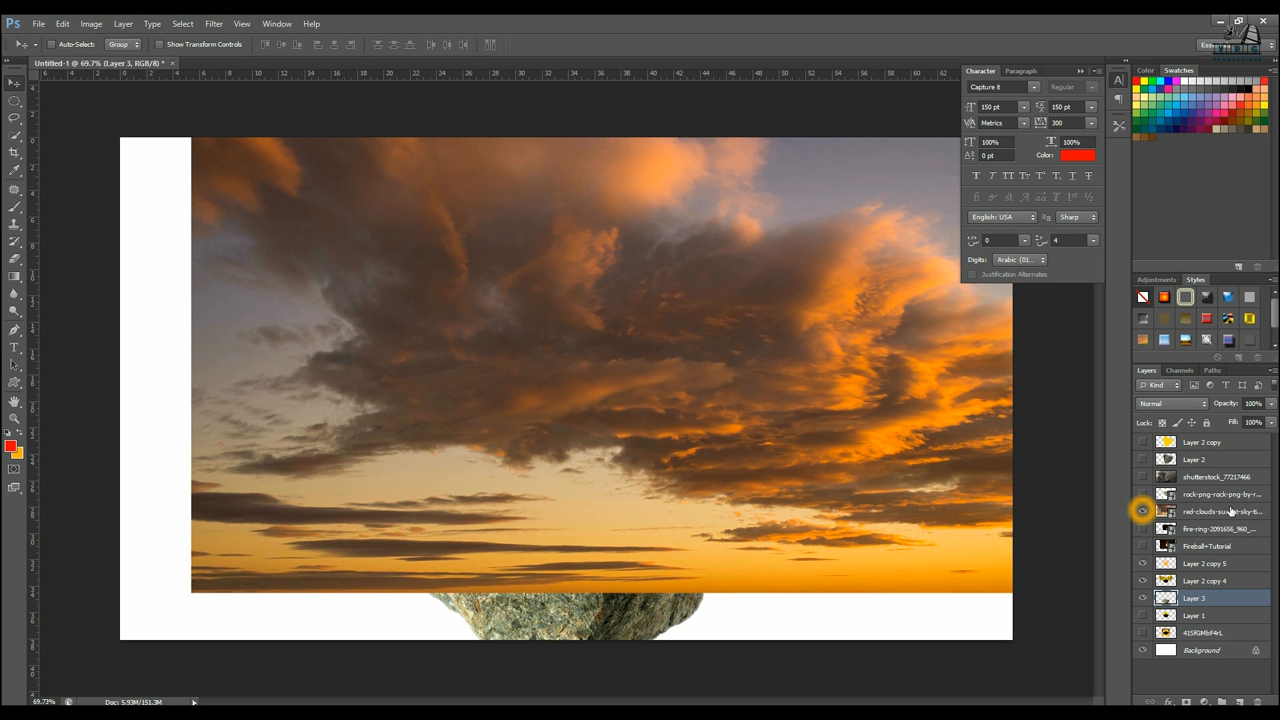 Ps File Edit Image Layer Type Select Filter View Window Help
Auto-Select: Group Show Transform Controls
Untitled-1 @ 69.7% (Layer 3, RGB/8) * ×
Character Paragraph
Capture it Regular
150 pt 150 pt
Metrics 300
100% 100%
0 pt Color:
English: USA Sharp
0 4
Digits: Arabic (01...
Justification Alternates
Color Swatches
Adjustments Styles
Layers Channels Paths
Kind
Normal Opacity: 100%
Lock: Fill: 100%
Layer 2 copy
Layer 2
shutterstock_77217466
rock-png-rock-png-by-r...
red-clouds-sunset-sky-ti...
fire-ring-2091656_960_...
Fireball+Tutorial
Layer 2 copy 5
Layer 2 copy 4
Layer 3
Layer 1
41SfGMbF4rL
Background
69.73% Doc: 5.93M/151.3M